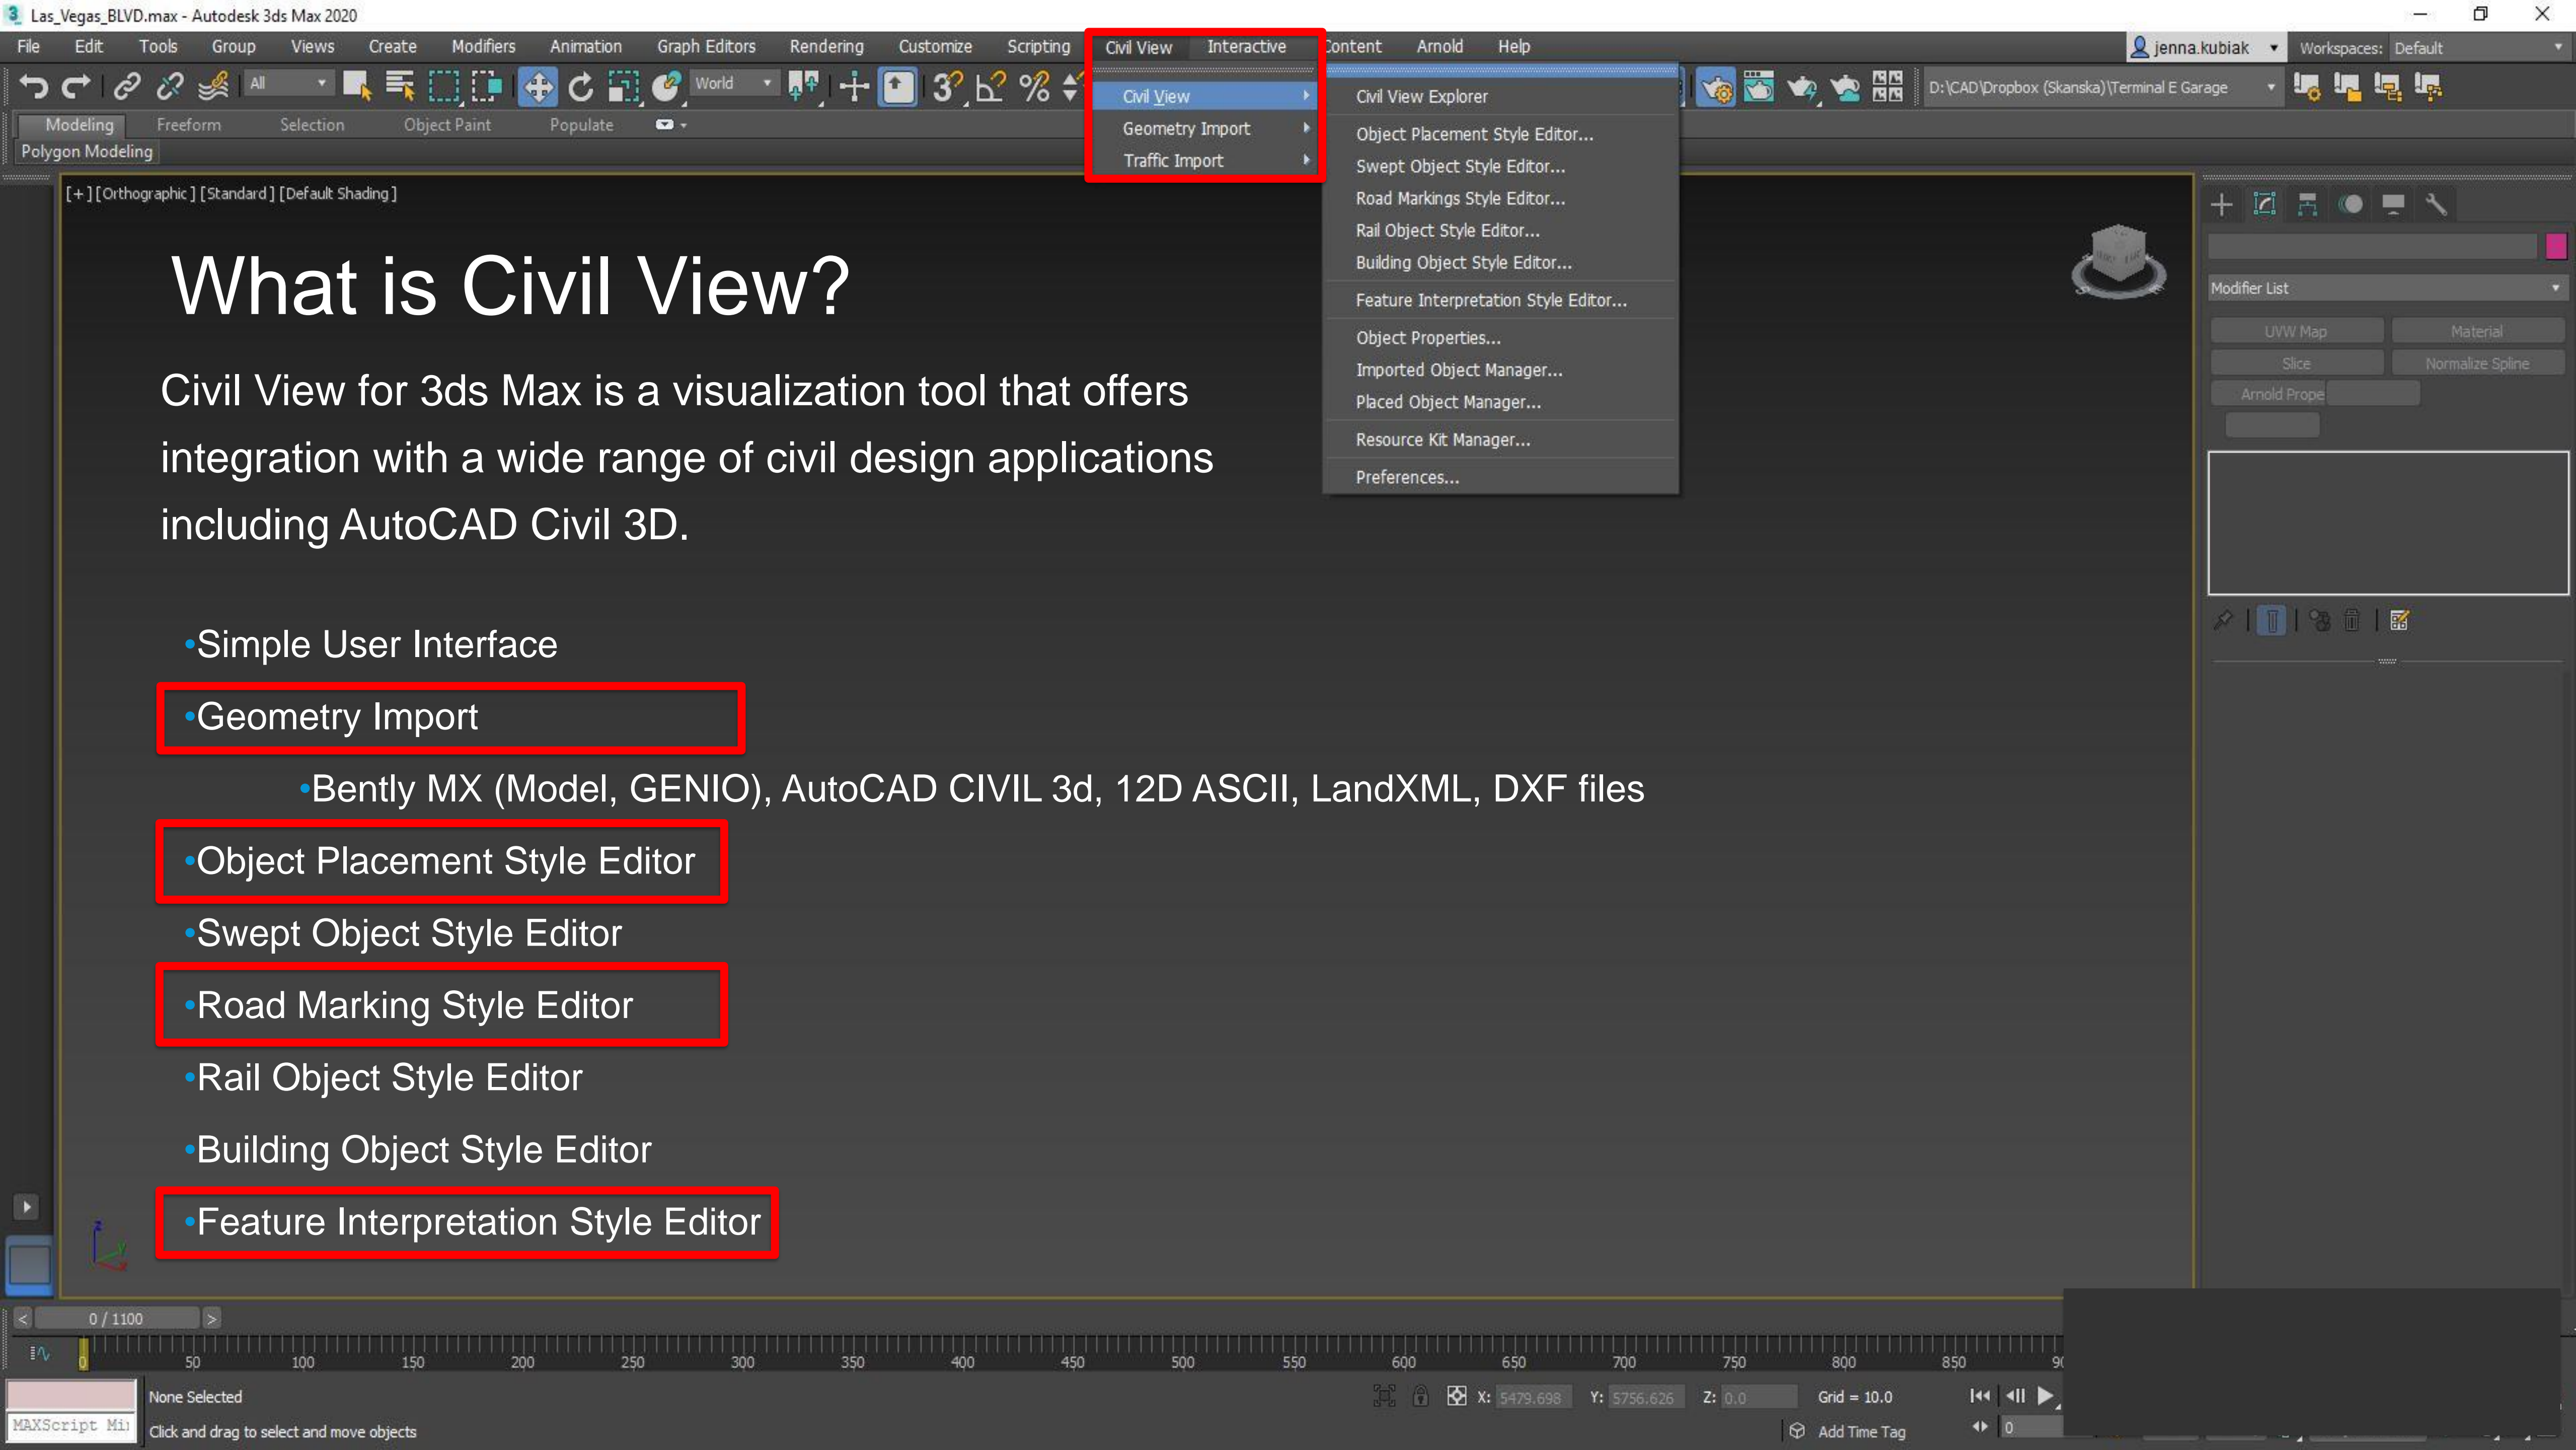 Las_Vegas_BLVD.max - Autodesk 3ds Max 2020
File Edit Tools Group Views Create Modifiers Animation Graph Editors Rendering Customize Scripting Civil View Interactive Content Arnold Help
jenna.kubiak Workspaces: Default
All World D:\CAD\Dropbox (Skanska)\Terminal E Garage
Modeling Freeform Selection Object Paint Populate
Polygon Modeling
Civil View
Geometry Import
Traffic Import
Civil View Explorer
Object Placement Style Editor...
Swept Object Style Editor...
Road Markings Style Editor...
Rail Object Style Editor...
Building Object Style Editor...
Feature Interpretation Style Editor...
Object Properties...
Imported Object Manager...
Placed Object Manager...
Resource Kit Manager...
Preferences...
[+] [Orthographic ] [Standard ] [Default Shading ]
What is Civil View?
Civil View for 3ds Max is a visualization tool that offers
integration with a wide range of civil design applications
including AutoCAD Civil 3D.
•Simple User Interface
•Geometry Import
•Bently MX (Model, GENIO), AutoCAD CIVIL 3d, 12D ASCII, LandXML, DXF files
•Object Placement Style Editor
•Swept Object Style Editor
•Road Marking Style Editor
•Rail Object Style Editor
•Building Object Style Editor
•Feature Interpretation Style Editor
Modifier List
UVW Map Material
Slice Normalize Spline
Arnold Prope
z
y
x
< 0 / 1100 >
0 50 100 150 200 250 300 350 400 450 500 550 600 650 700 750 800 850
None Selected
X: 5479.698 Y: 5756.626 Z: 0.0 Grid = 10.0
MAXScript Mi
Click and drag to select and move objects
Add Time Tag 0